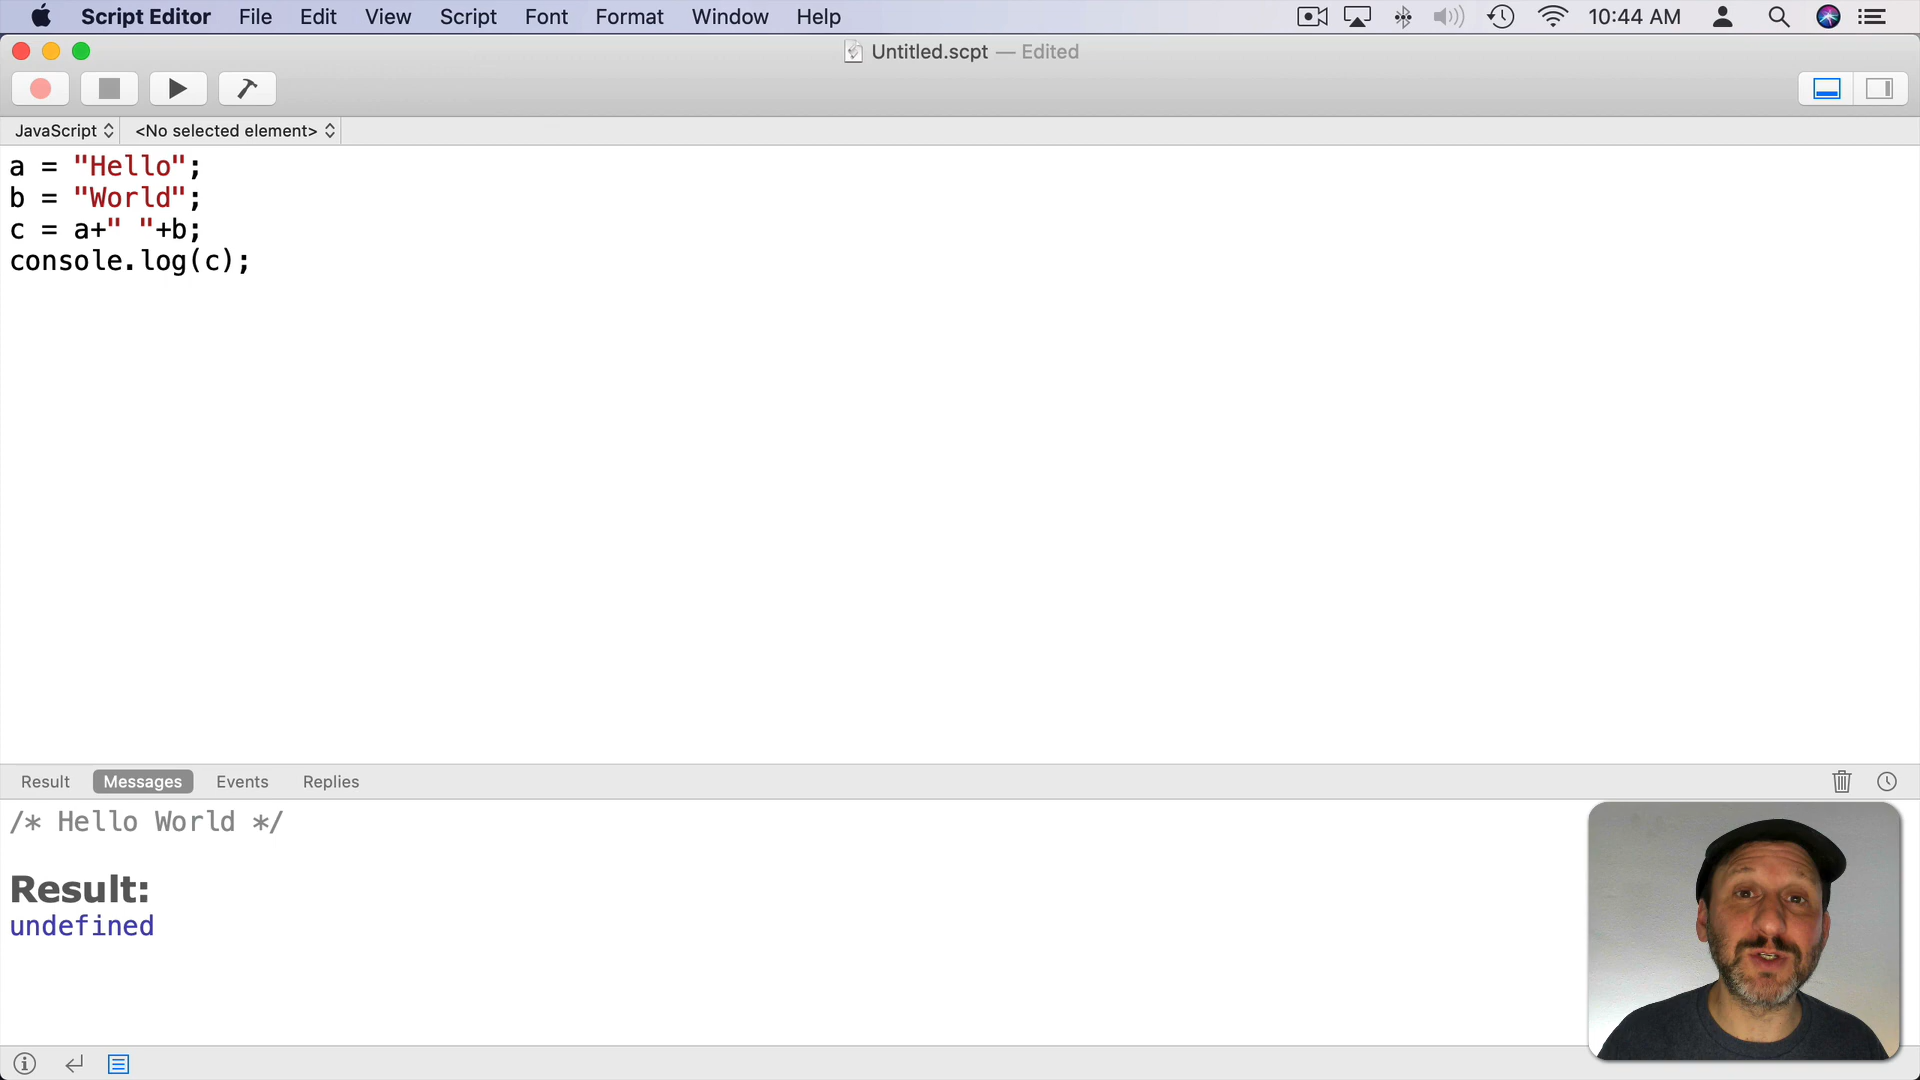 Script Editor File Edit View Script Font Format Window Help 10:44 AM
Untitled.scpt — Edited
JavaScript <No selected element>
a = "Hello";
b = "World";
c = a+" "+b;
console.log(c);
Result Messages Events Replies
/* Hello World */
Result:
undefined